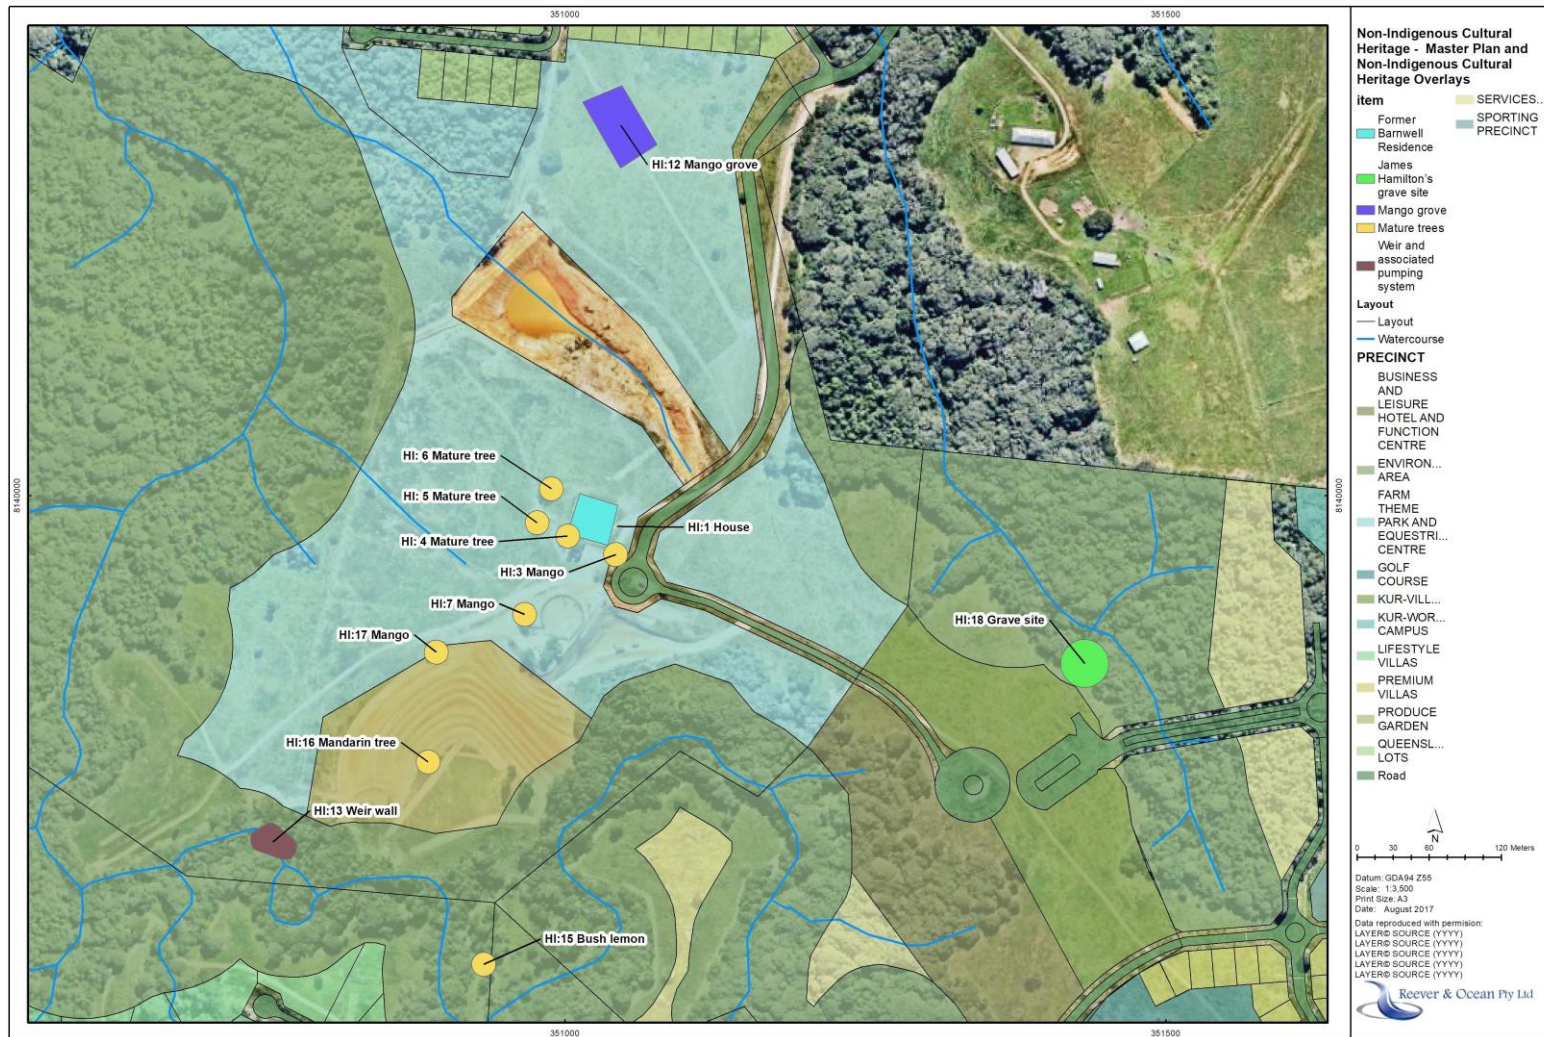 351000
351500
8140000
8140000
351000
351500
HI:12 Mango grove
HI: 6 Mature tree
HI: 5 Mature tree
HI:1 House
HI: 4 Mature tree
HI:3 Mango
HI:7 Mango
HI:18 Grave site
HI:17 Mango
HI:16 Mandarin tree
HI:13 Weir wall
HI:15 Bush lemon
Non-Indigenous Cultural
Heritage - Master Plan and
Non-Indigenous Cultural
Heritage Overlays
item
Former
Barnwell
Residence
James
Hamilton's
grave site
Mango grove
Mature trees
Weir and
associated
pumping
system
Layout
Layout
Watercourse
PRECINCT
BUSINESS
AND
LEISURE
HOTEL AND
FUNCTION
CENTRE
ENVIRON...
AREA
FARM
THEME
PARK AND
EQUESTRI...
CENTRE
GOLF
COURSE
KUR-VILL...
KUR-WOR...
CAMPUS
LIFESTYLE
VILLAS
PREMIUM
VILLAS
PRODUCE
GARDEN
QUEENSL...
LOTS
Road
SERVICES...
SPORTING
PRECINCT
N
0 30 60 120 Meters
Datum: GDA94 Z55
Scale: 1:3,500
Print Size: A3
Date: August 2017
Data reproduced with permision:
LAYER© SOURCE (YYYY)
LAYER© SOURCE (YYYY)
LAYER© SOURCE (YYYY)
LAYER© SOURCE (YYYY)
LAYER© SOURCE (YYYY)
Reever & Ocean Pty Ltd